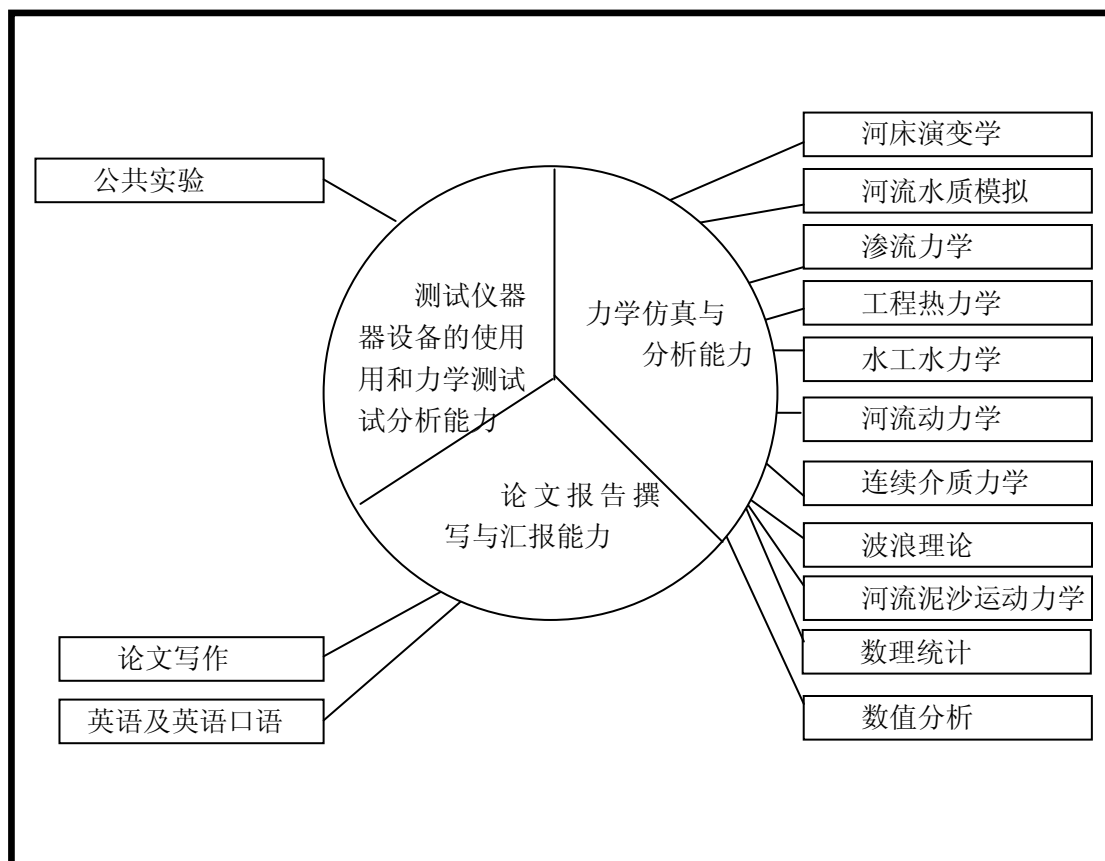 公共实验
测试仪器
器设备的使用
用和力学测试
试分析能力
力学仿真与
分析能力
论文报告撰
写与汇报能力
论文写作
英语及英语口语
河床演变学
河流水质模拟
渗流力学
工程热力学
水工水力学
河流动力学
连续介质力学
波浪理论
河流泥沙运动力学
数理统计
数值分析